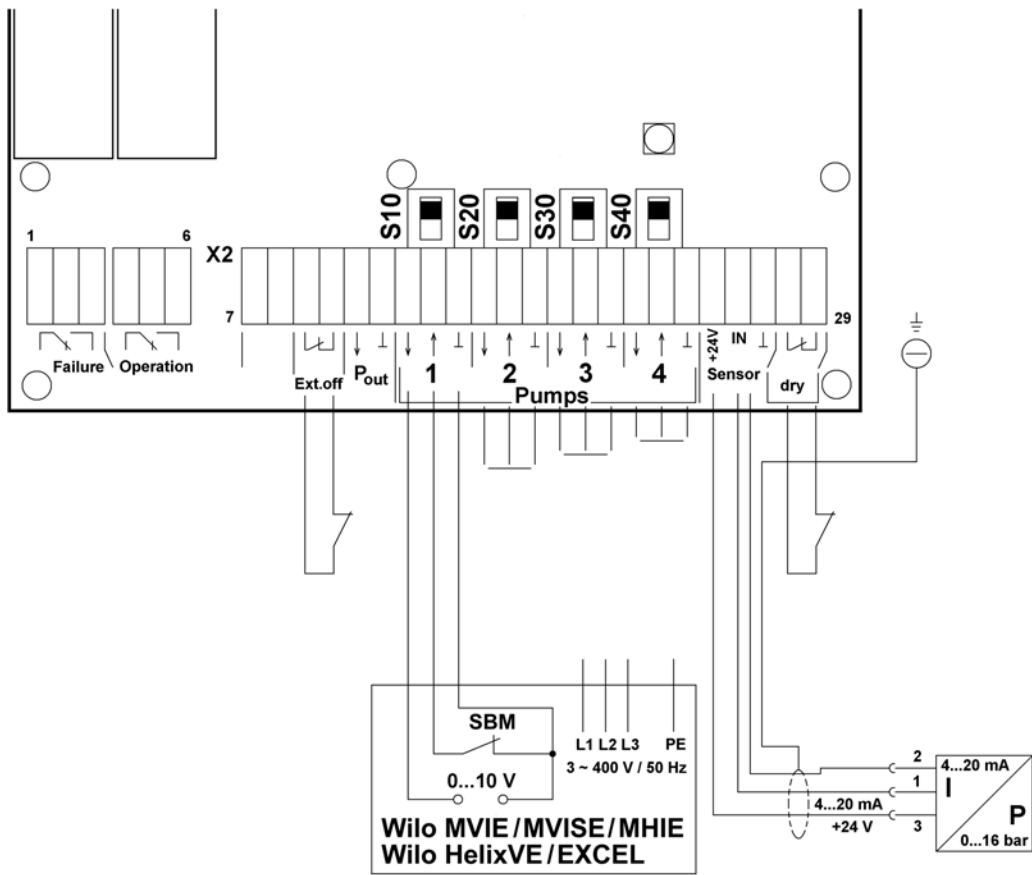 S10
S20
S30
S40
1
6
X2
7
29
Failure
Operation
Ext.off
Pout
1
2
3
4
Pumps
+24V
IN
Sensor
dry
SBM
0...10 V
L1 L2 L3 PE
3 ~ 400 V / 50 Hz
Wilo MVIE / MVISE / MHIE
Wilo HelixVE / EXCEL
2
1
3
4...20 mA
+24 V
4...20 mA
I
P
0...16 bar